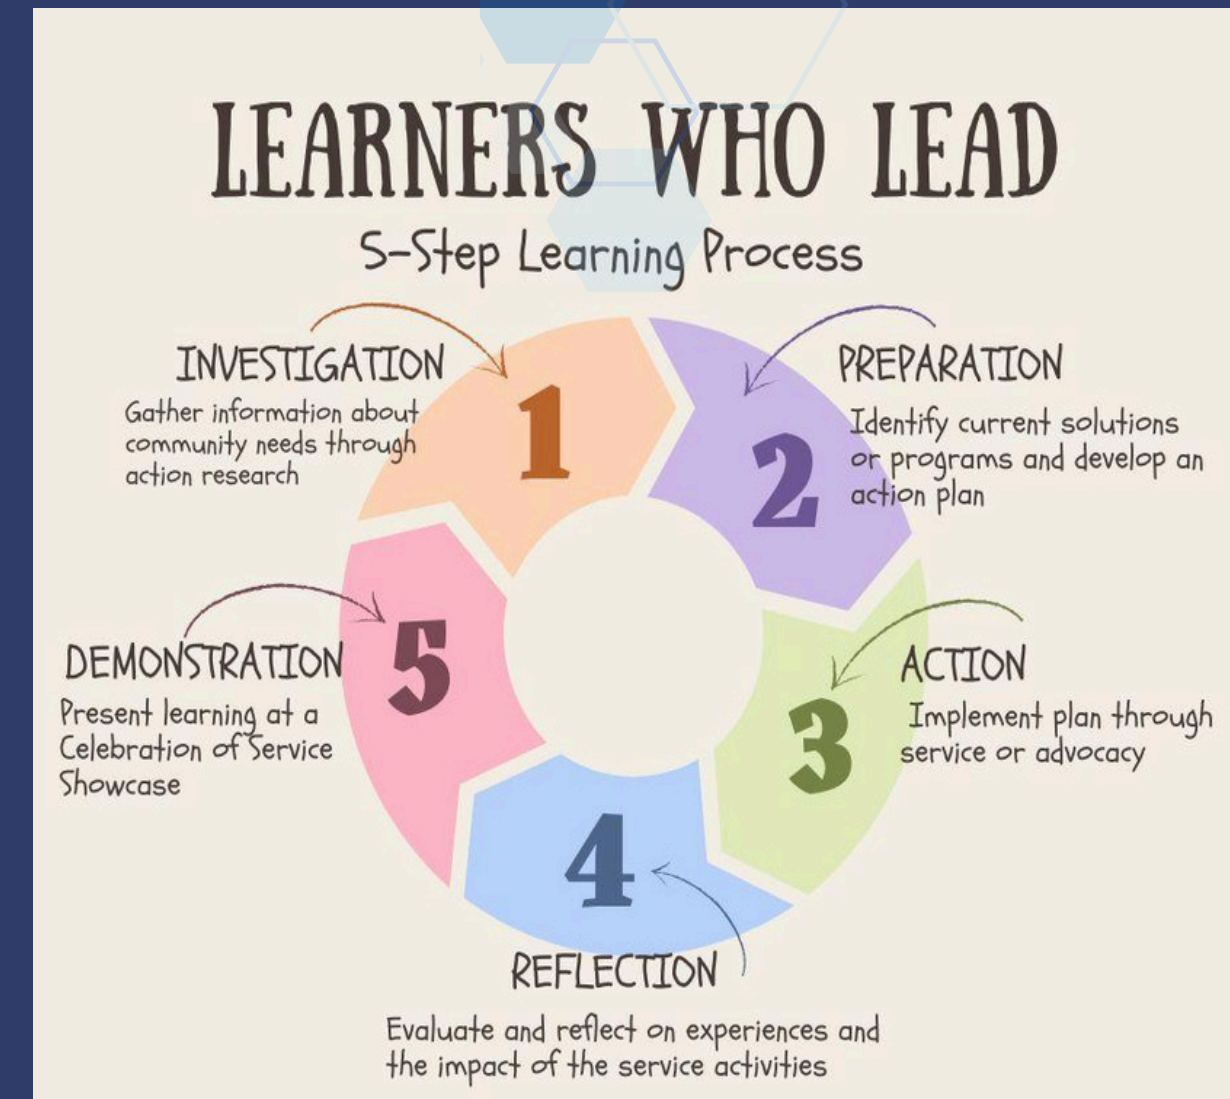 LEARNERS WHO LEAD
5-Step Learning Process
INVESTIGATION
Gather information about
community needs through
action research
1
PREPARATION
Identify current solutions
or programs and develop an
action plan
2
ACTION
Implement plan through
service or advocacy
3
REFLECTION
Evaluate and reflect on experiences and
the impact of the service activities
4
DEMONSTRATION
Present learning at a
Celebration of Service
Showcase
5